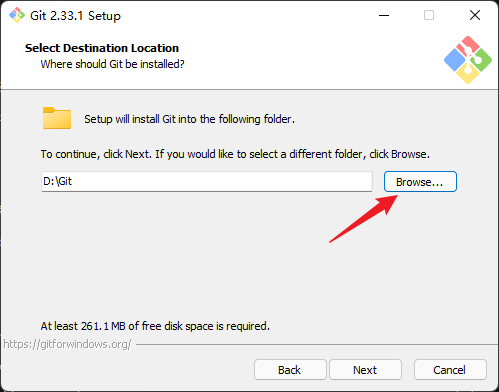 Git 2.33.1 Setup
Select Destination Location
Where should Git be installed?
Setup will install Git into the following folder.
To continue, click Next. If you would like to select a different folder, click Browse.
D:\Git
Browse...
At least 261.1 MB of free disk space is required.
https://gitforwindows.org/
Back
Next
Cancel